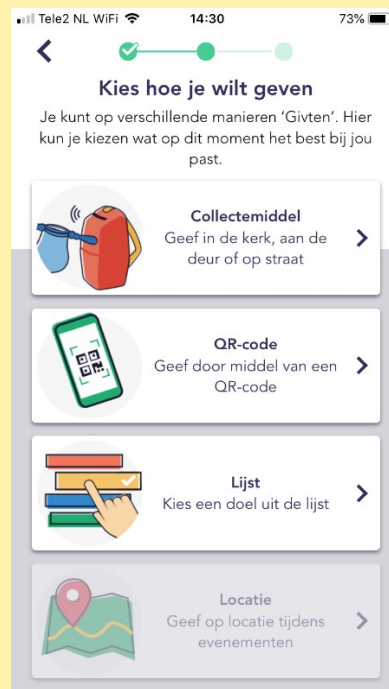 Tele2 NL WiFi 14:30 73%
Kies hoe je wilt geven
Je kunt op verschillende manieren ‘Givten’. Hier
kun je kiezen wat op dit moment het best bij jou
past.
Collectemiddel
Geef in de kerk, aan de
deur of op straat
QR-code
Geef door middel van een
QR-code
Lijst
Kies een doel uit de lijst
Locatie
Geef op locatie tijdens
evenementen